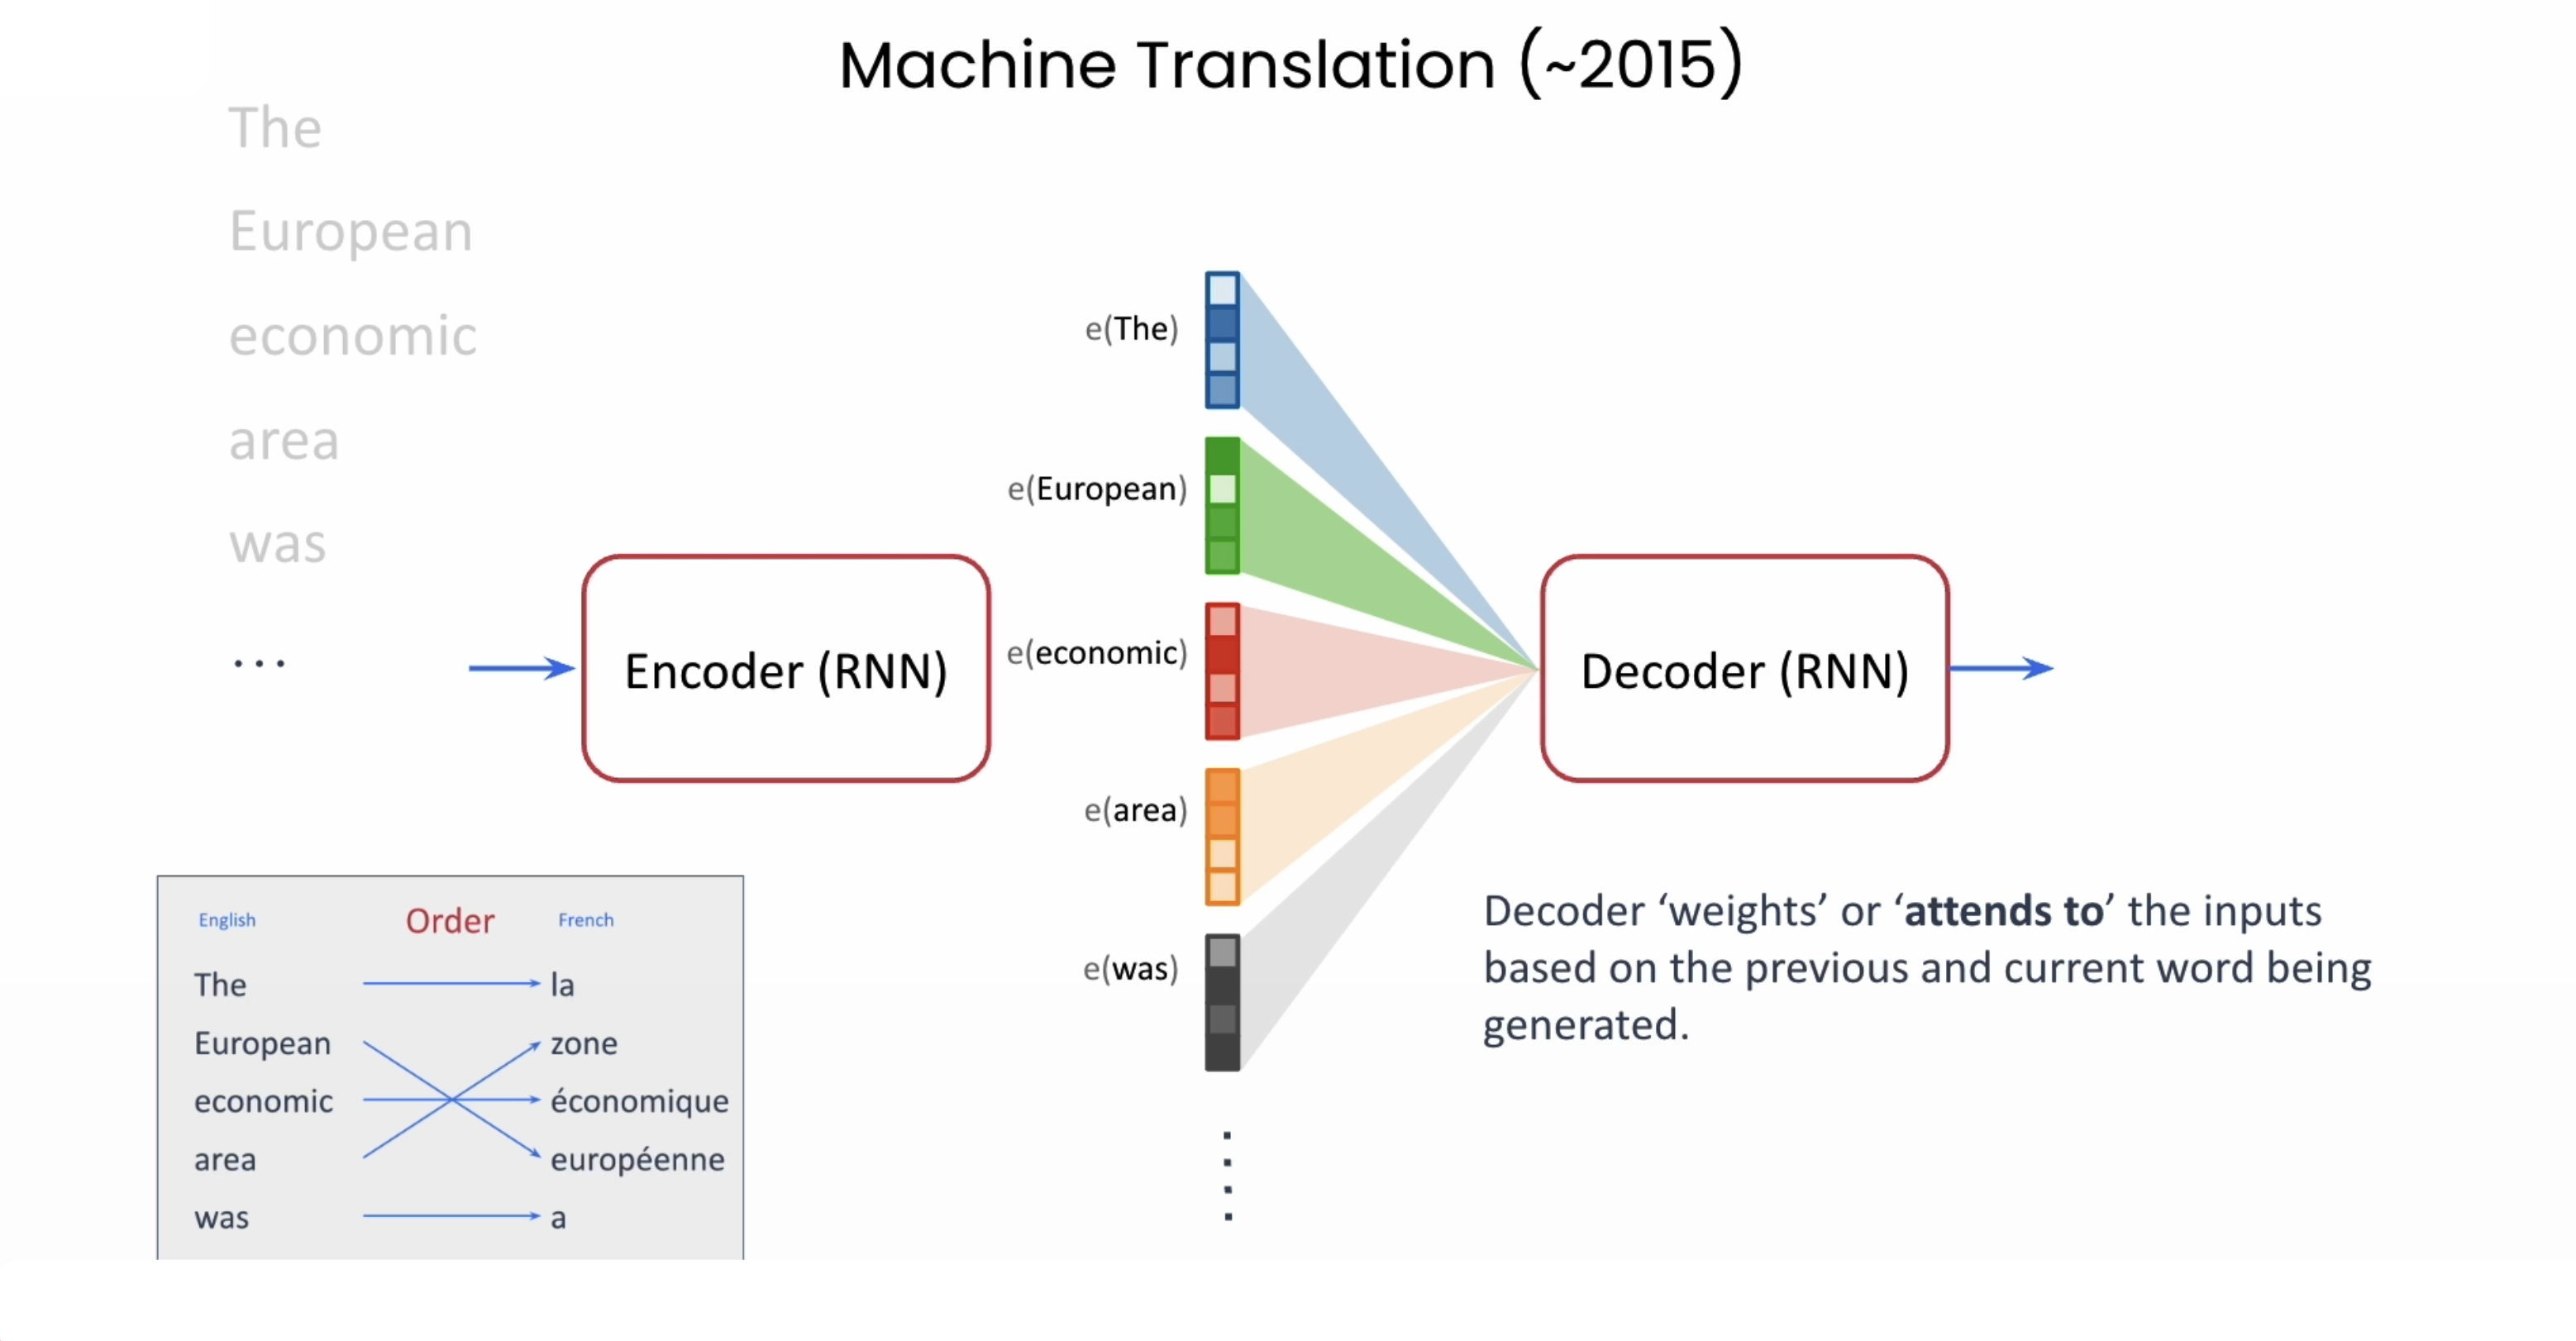 Machine Translation (~2015)
The
European
economic
area
was
...
Encoder (RNN)
e(The)
e(European)
e(economic)
e(area)
e(was)
Decoder (RNN)
Decoder ‘weights’ or ‘attends to’ the inputs
based on the previous and current word being
generated.
English Order French
The la
European zone
economic économique
area européenne
was a